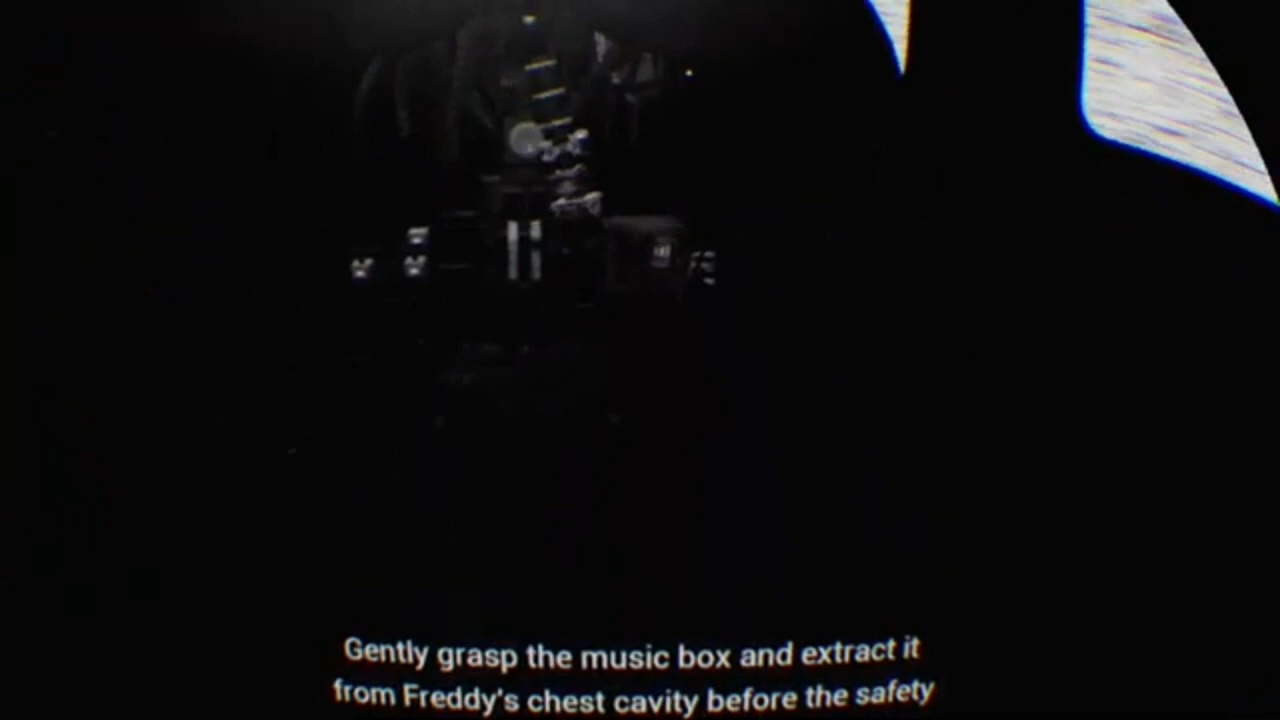 Gently grasp the music box and extract it
from Freddy's chest cavity before the safety